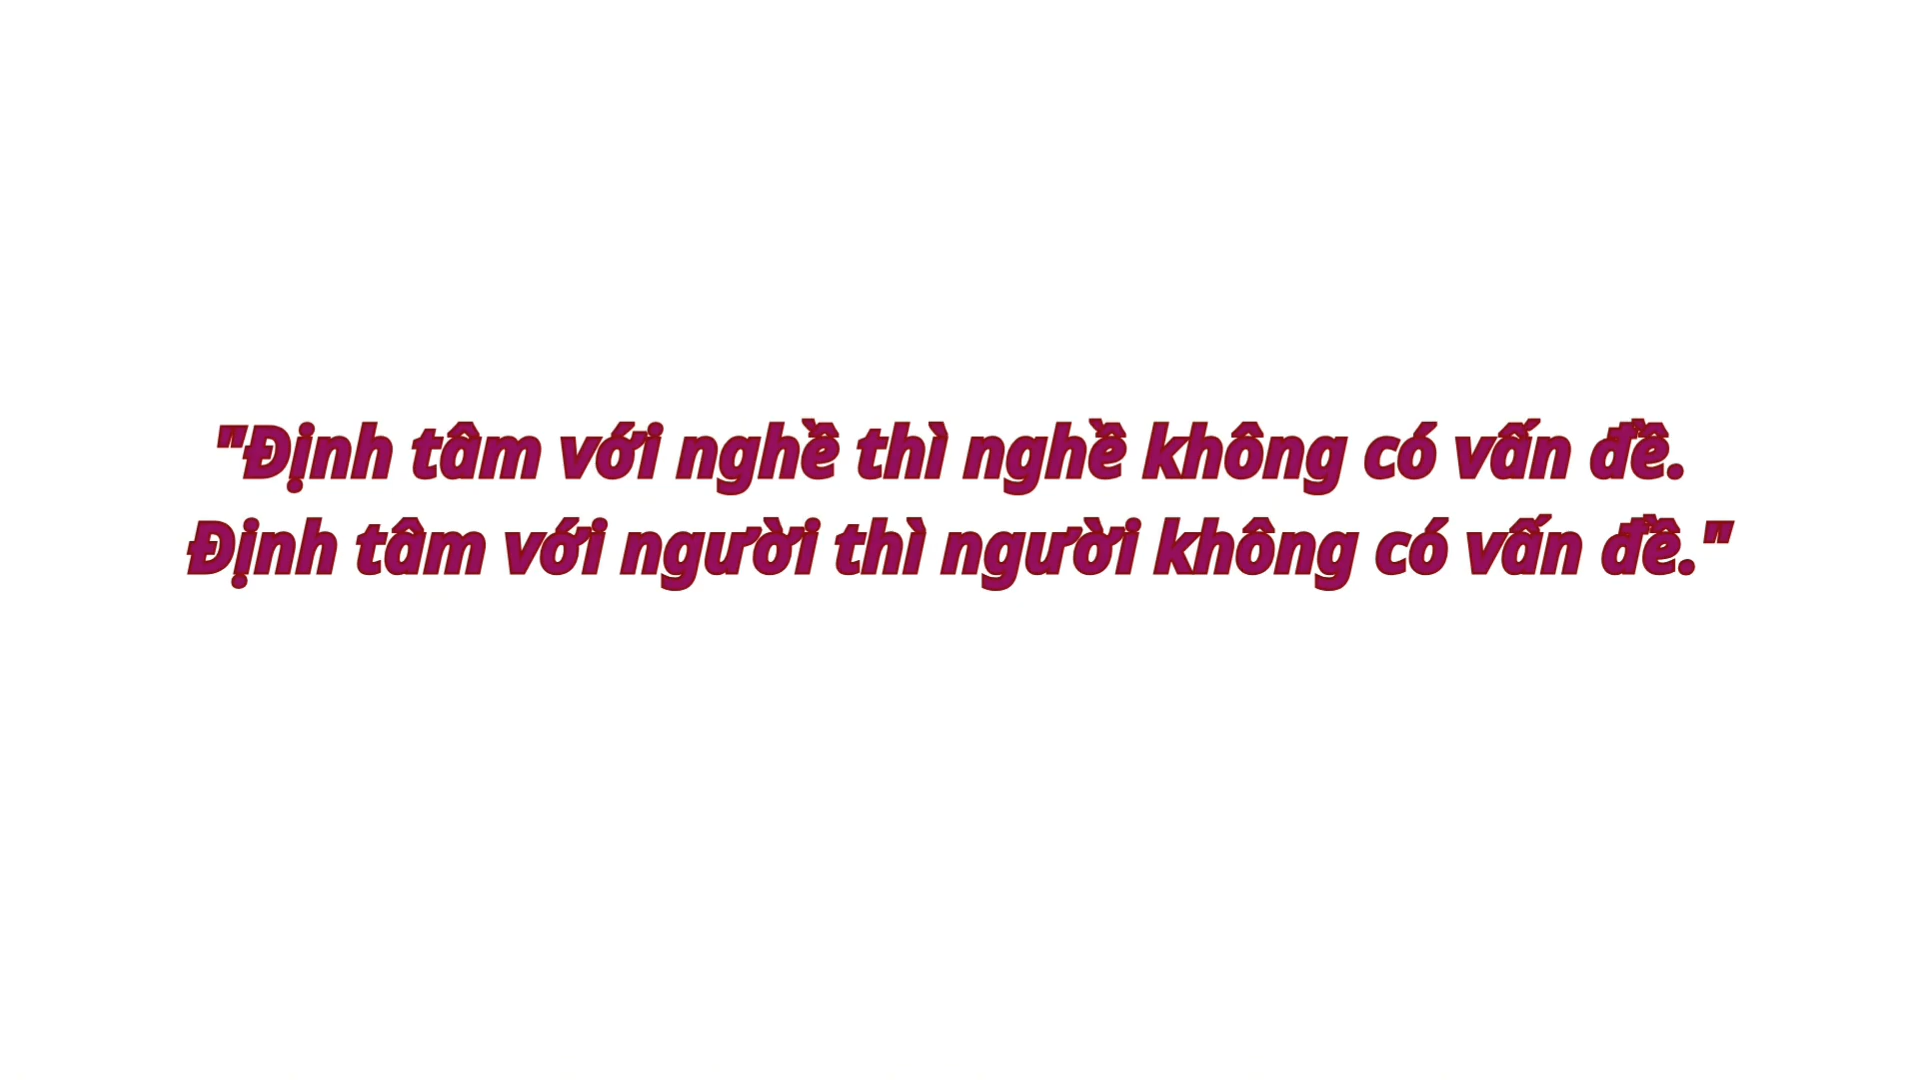 "Định tâm với nghề thì nghề không có vấn đề.
Định tâm với người thì người không có vấn đề."